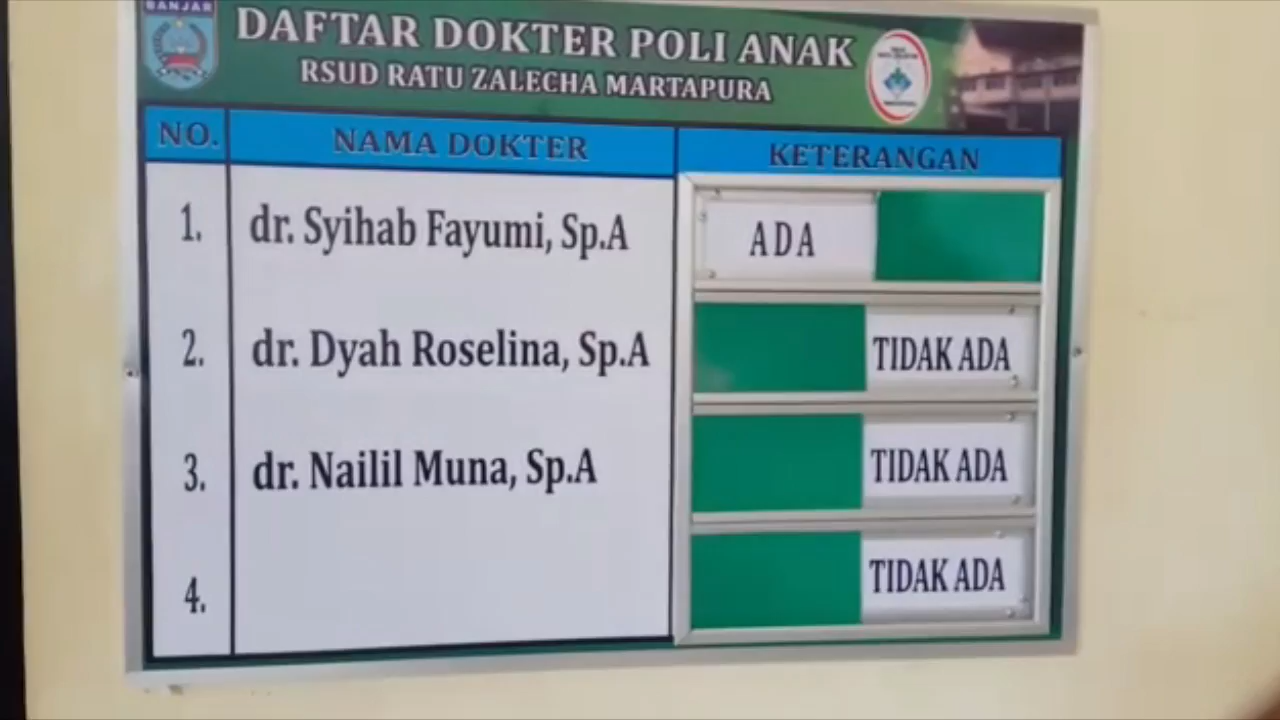 BANJAR
DAFTAR DOKTER POLI ANAK
RSUD RATU ZALECHA MARTAPURA
NO. NAMA DOKTER KETERANGAN
1. dr. Syihab Fayumi, Sp.A ADA
2. dr. Dyah Roselina, Sp.A TIDAK ADA
3. dr. Nailil Muna, Sp.A TIDAK ADA
4. TIDAK ADA